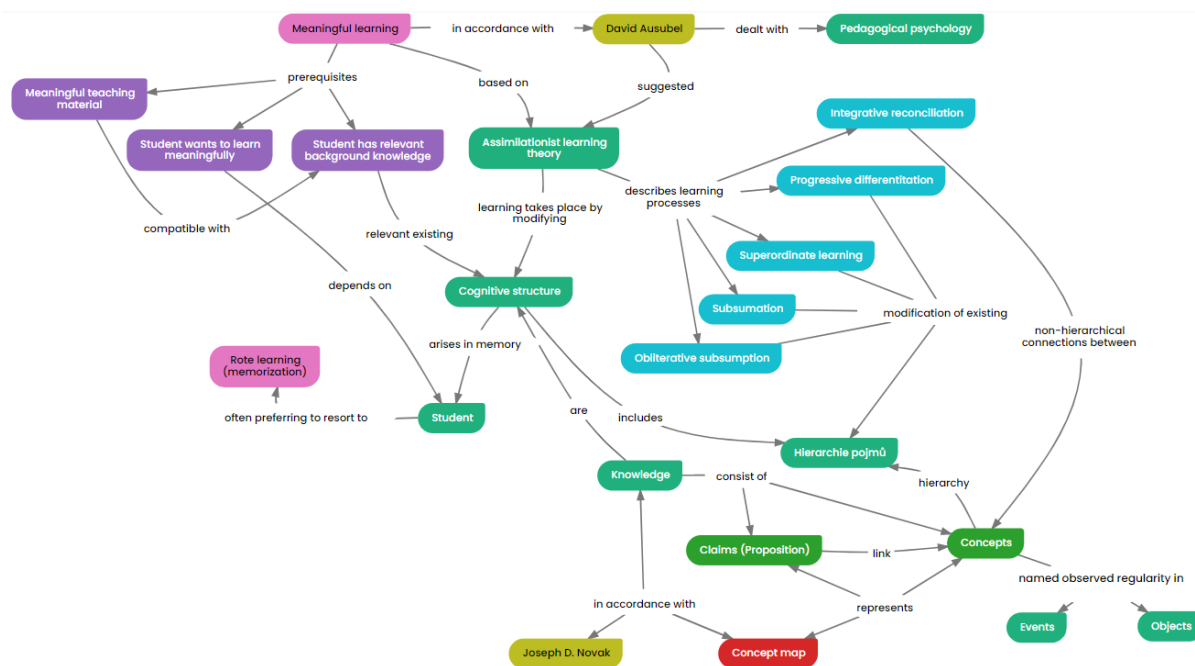 Meaningful learning
in accordance with
David Ausubel
dealt with
Pedagogical psychology
prerequisites
based on
suggested
Meaningful teaching
material
Integrative reconciliation
Student wants to learn
meaningfully
Student has relevant
background knowledge
Assimilationist learning
theory
Progressive differentitation
describes learning
processes
learning takes place by
modifying
compatible with
relevant existing
Superordinate learning
depends on
Cognitive structure
Subsumation
modification of existing
non-hierarchical
connections between
arises in memory
Obliterative subsumption
Rote learning
(memorization)
often preferring to resort to
Student
are
includes
Hierarchie pojmů
Knowledge
consist of
hierarchy
Claims (Proposition)
link
Concepts
named observed regularity in
in accordance with
represents
Events
Objects
Joseph D. Novak
Concept map